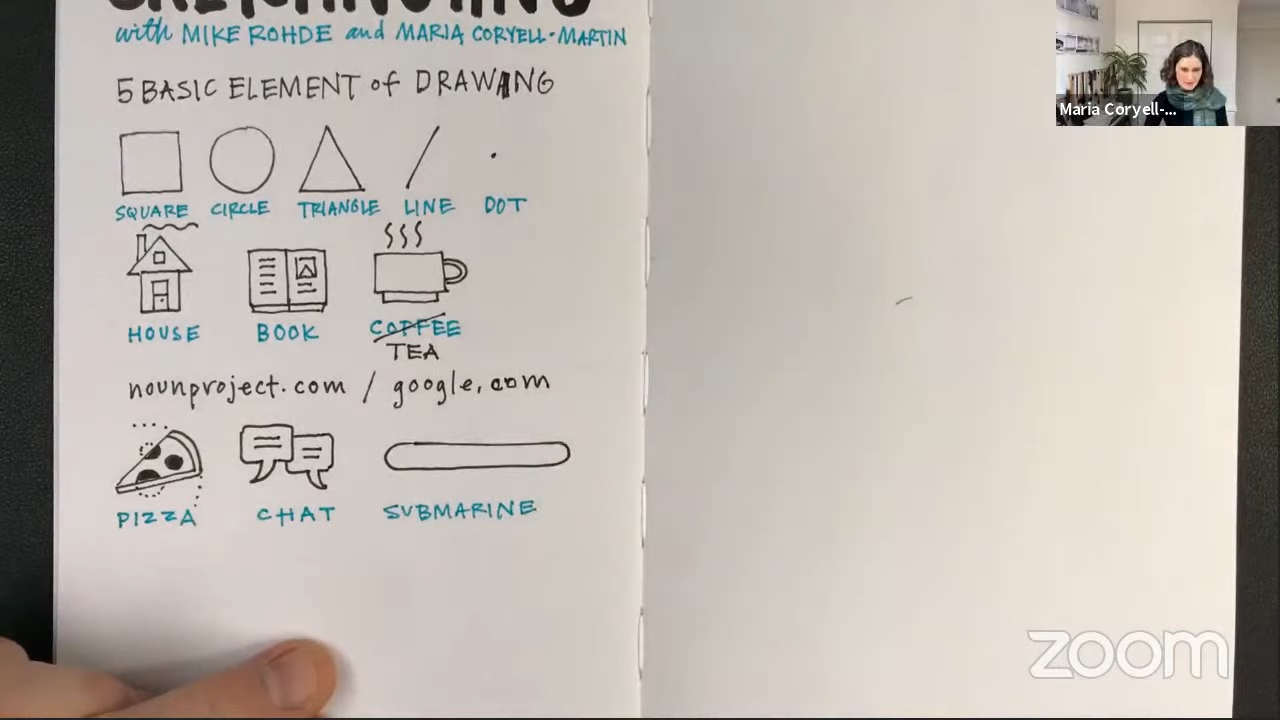 with MIKE ROHDE and MARIA CORYELL-MARTIN
5 BASIC ELEMENT of DRAWING
SQUARE CIRCLE TRIANGLE LINE DOT
HOUSE BOOK COFFEE
TEA
nounproject.com / google.com
PIZZA CHAT SUBMARINE
Maria Coryell-...
zoom